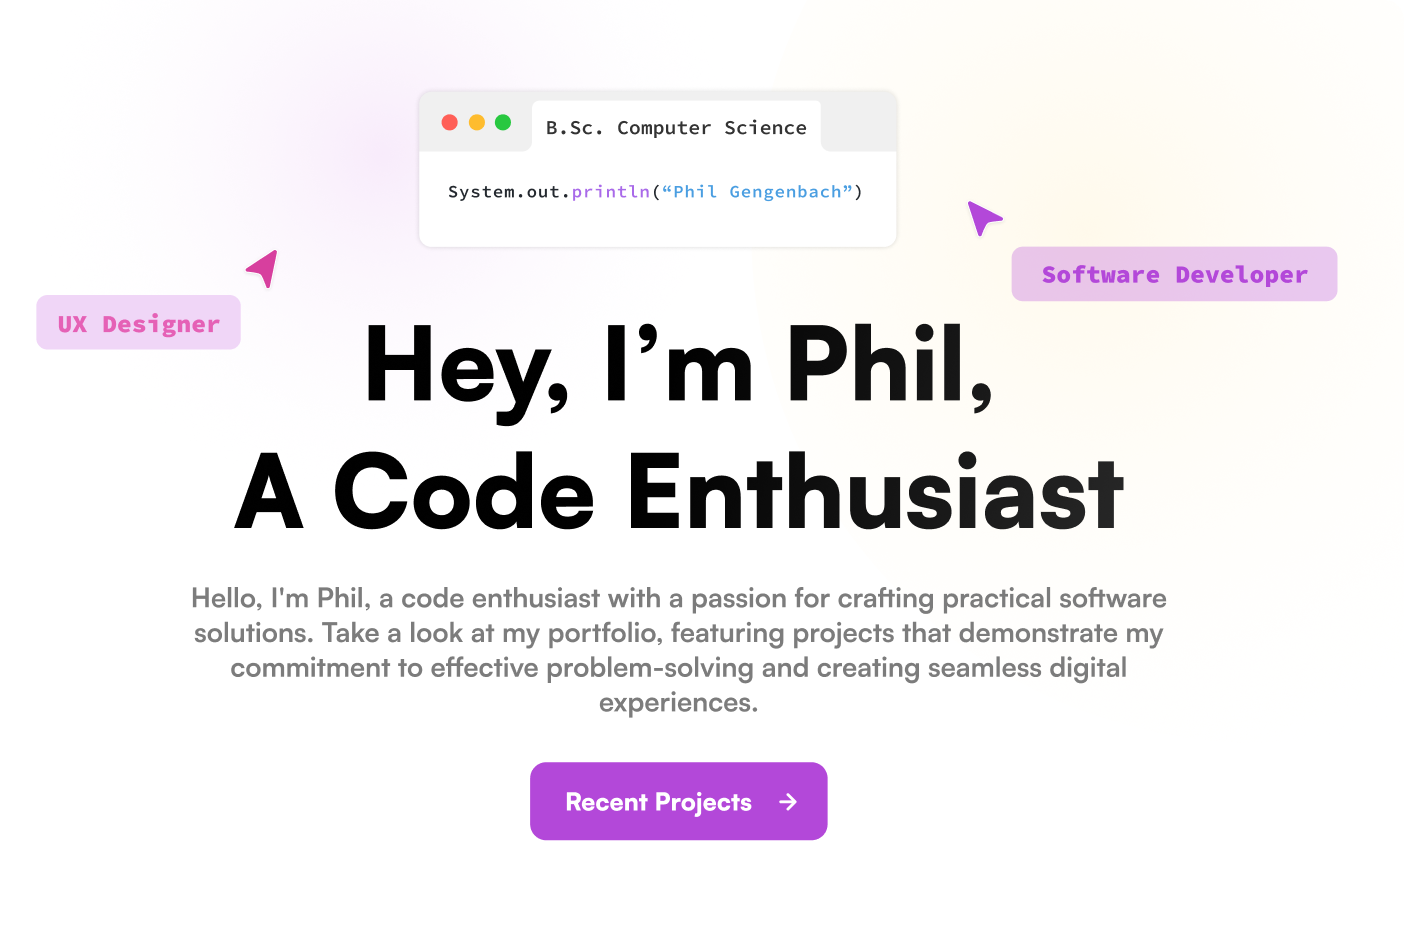 B.Sc. Computer Science
System.out.println(“Phil Gengenbach”)
Software Developer
UX Designer
Hey, I’m Phil,
A Code Enthusiast
Hello, I'm Phil, a code enthusiast with a passion for crafting practical software
solutions. Take a look at my portfolio, featuring projects that demonstrate my
commitment to effective problem-solving and creating seamless digital
experiences.
Recent Projects →